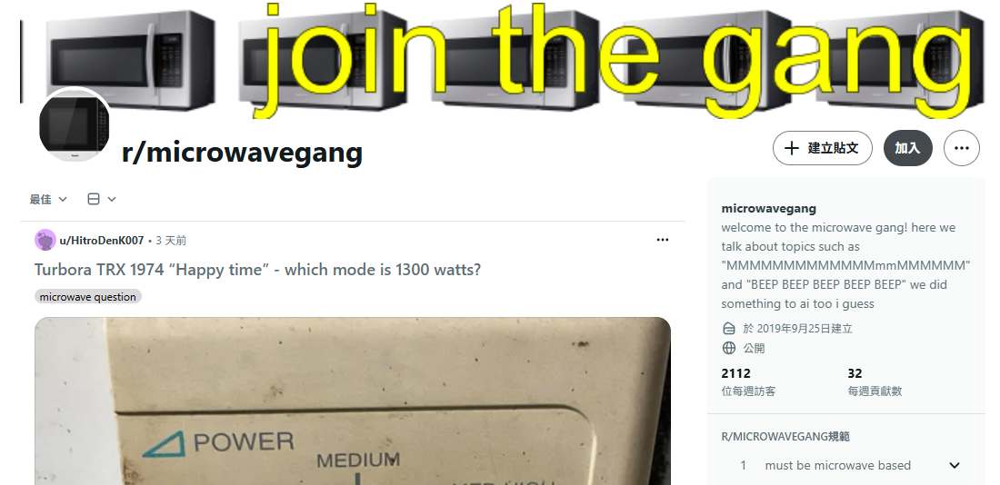 join the gang
r/microwavegang
建立貼文
加入
最佳
u/HitroDenK007 • 3 天前
Turbora TRX 1974 “Happy time” - which mode is 1300 watts?
microwave question
POWER
MEDIUM
MED HIGH
microwavegang
welcome to the microwave gang! here we
talk about topics such as
"MMMMMMMMMMMMMmmMMMMMM"
and "BEEP BEEP BEEP BEEP BEEP" we did
something to ai too i guess
於 2019年9月25日建立
公開
2112
位每週訪客
32
每週貢獻數
R/MICROWAVEGANG規範
1 must be microwave based